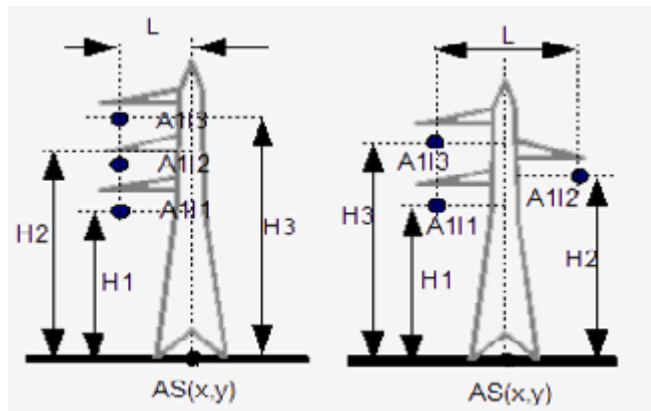 L
A1I3
A1I2
A1I1
H2
H3
H1
AS(x,y)
L
A1I3
A1I2
A1I1
H3
H2
H1
AS(x,y)